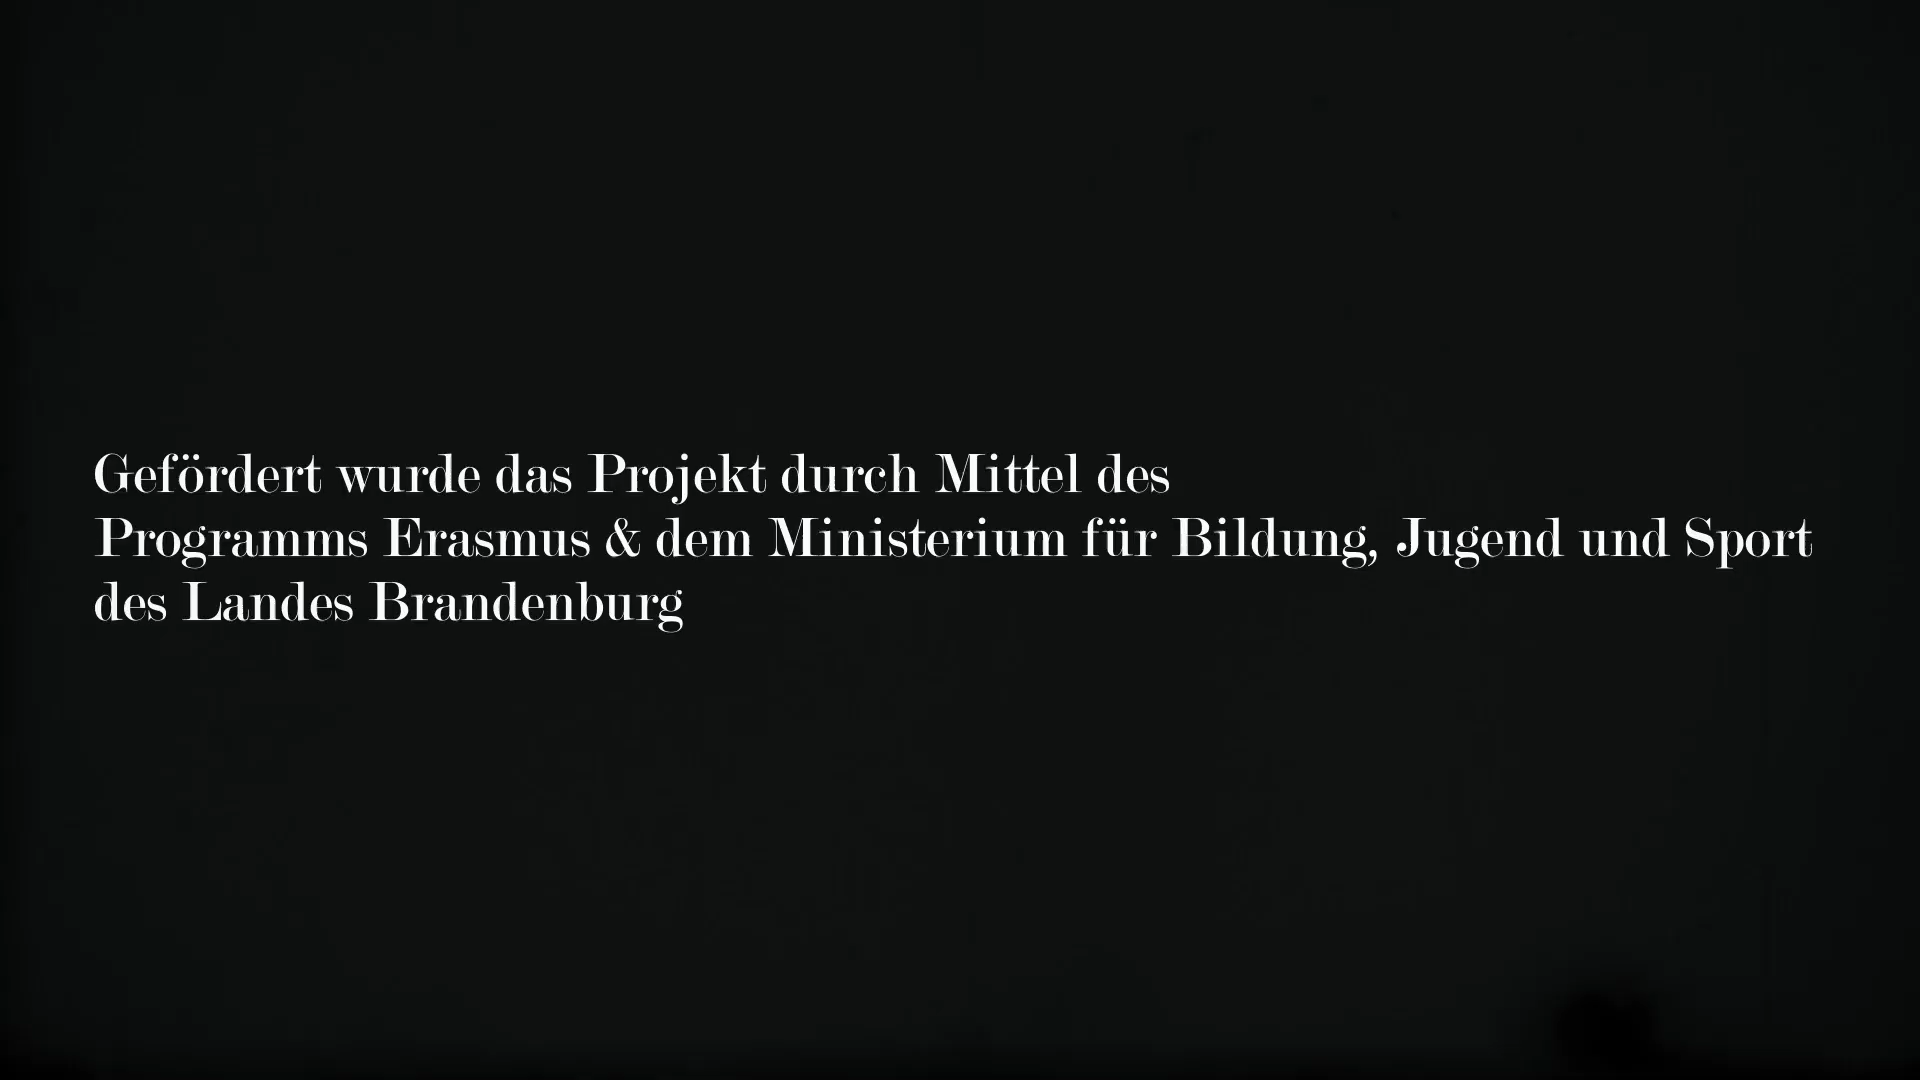 Gefördert wurde das Projekt durch Mittel des
Programms Erasmus & dem Ministerium für Bildung, Jugend und Sport
des Landes Brandenburg